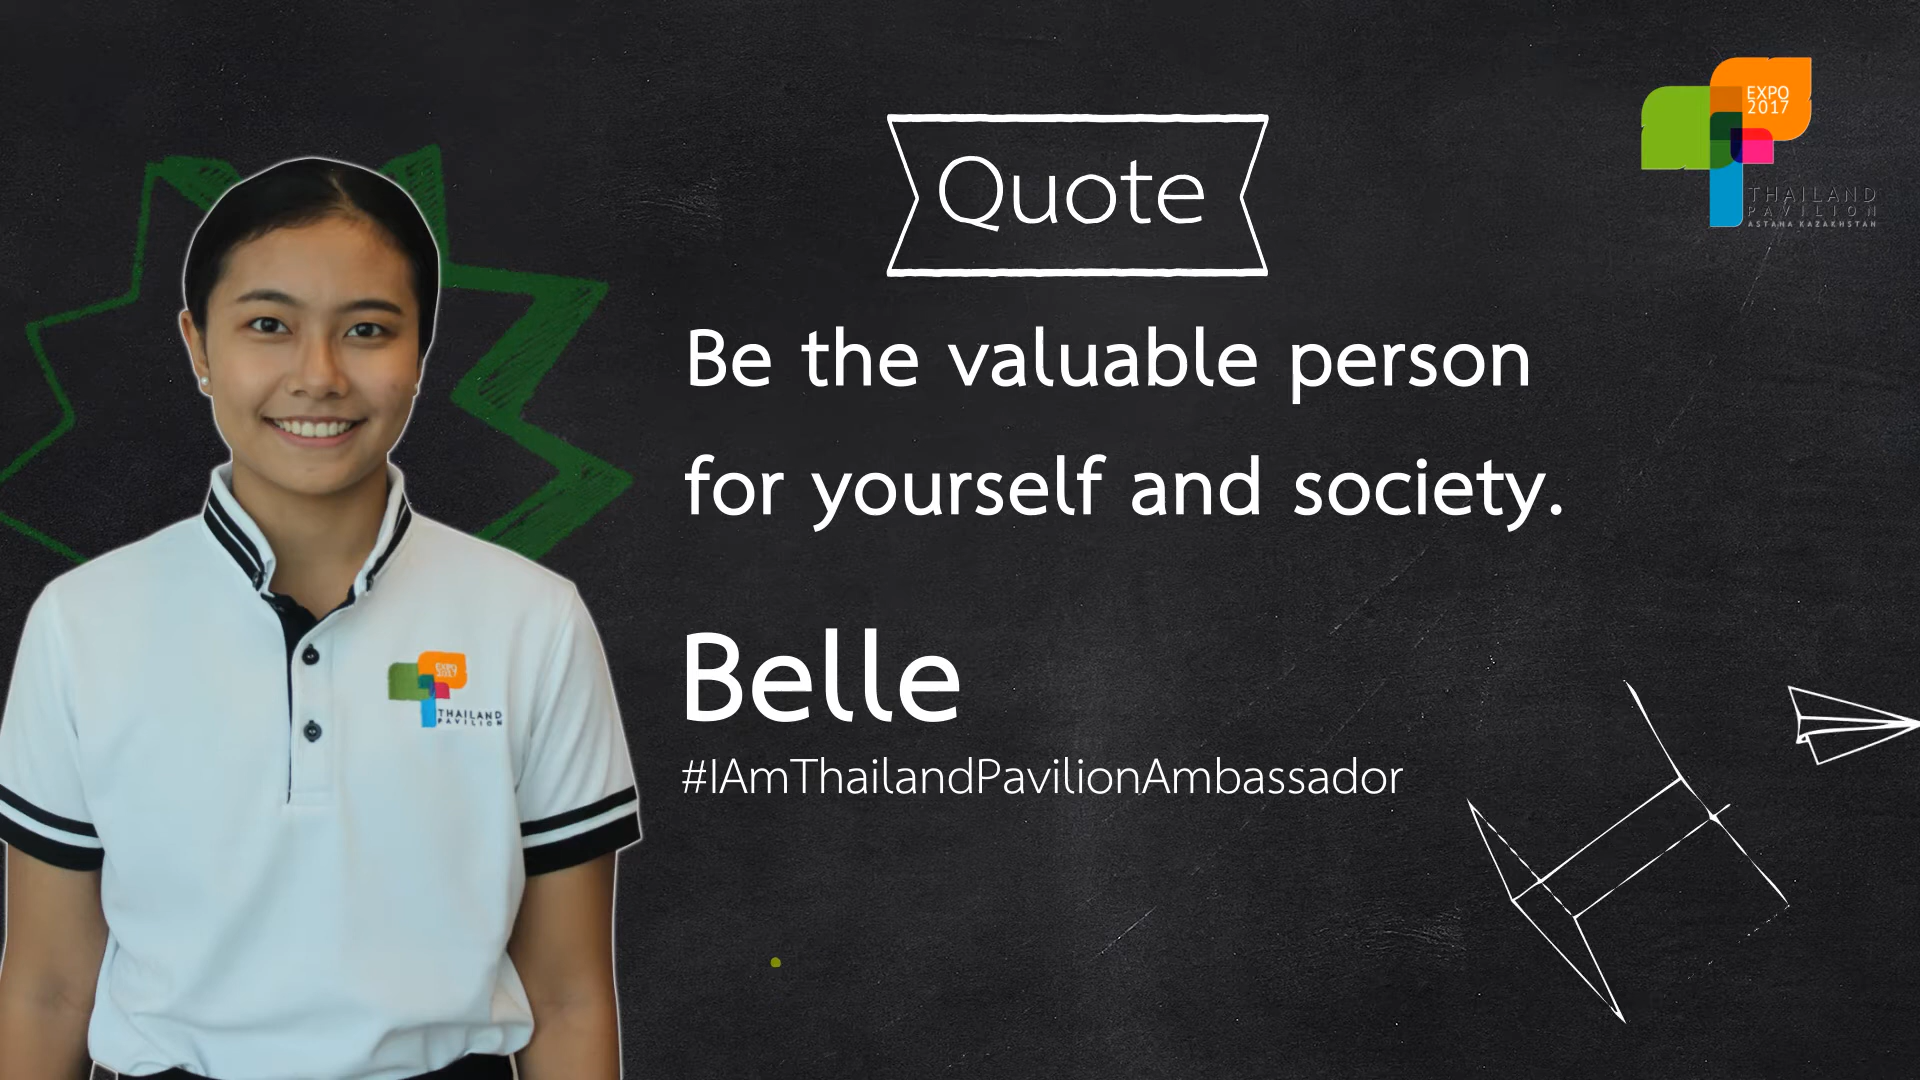 EXPO
2017
THAILAND
PAVILION
ASTANA KAZAKHSTAN
Quote
Be the valuable person
for yourself and society.
Belle
#IAmThailandPavilionAmbassador
EXPO
2017
THAILAND
PAVILION